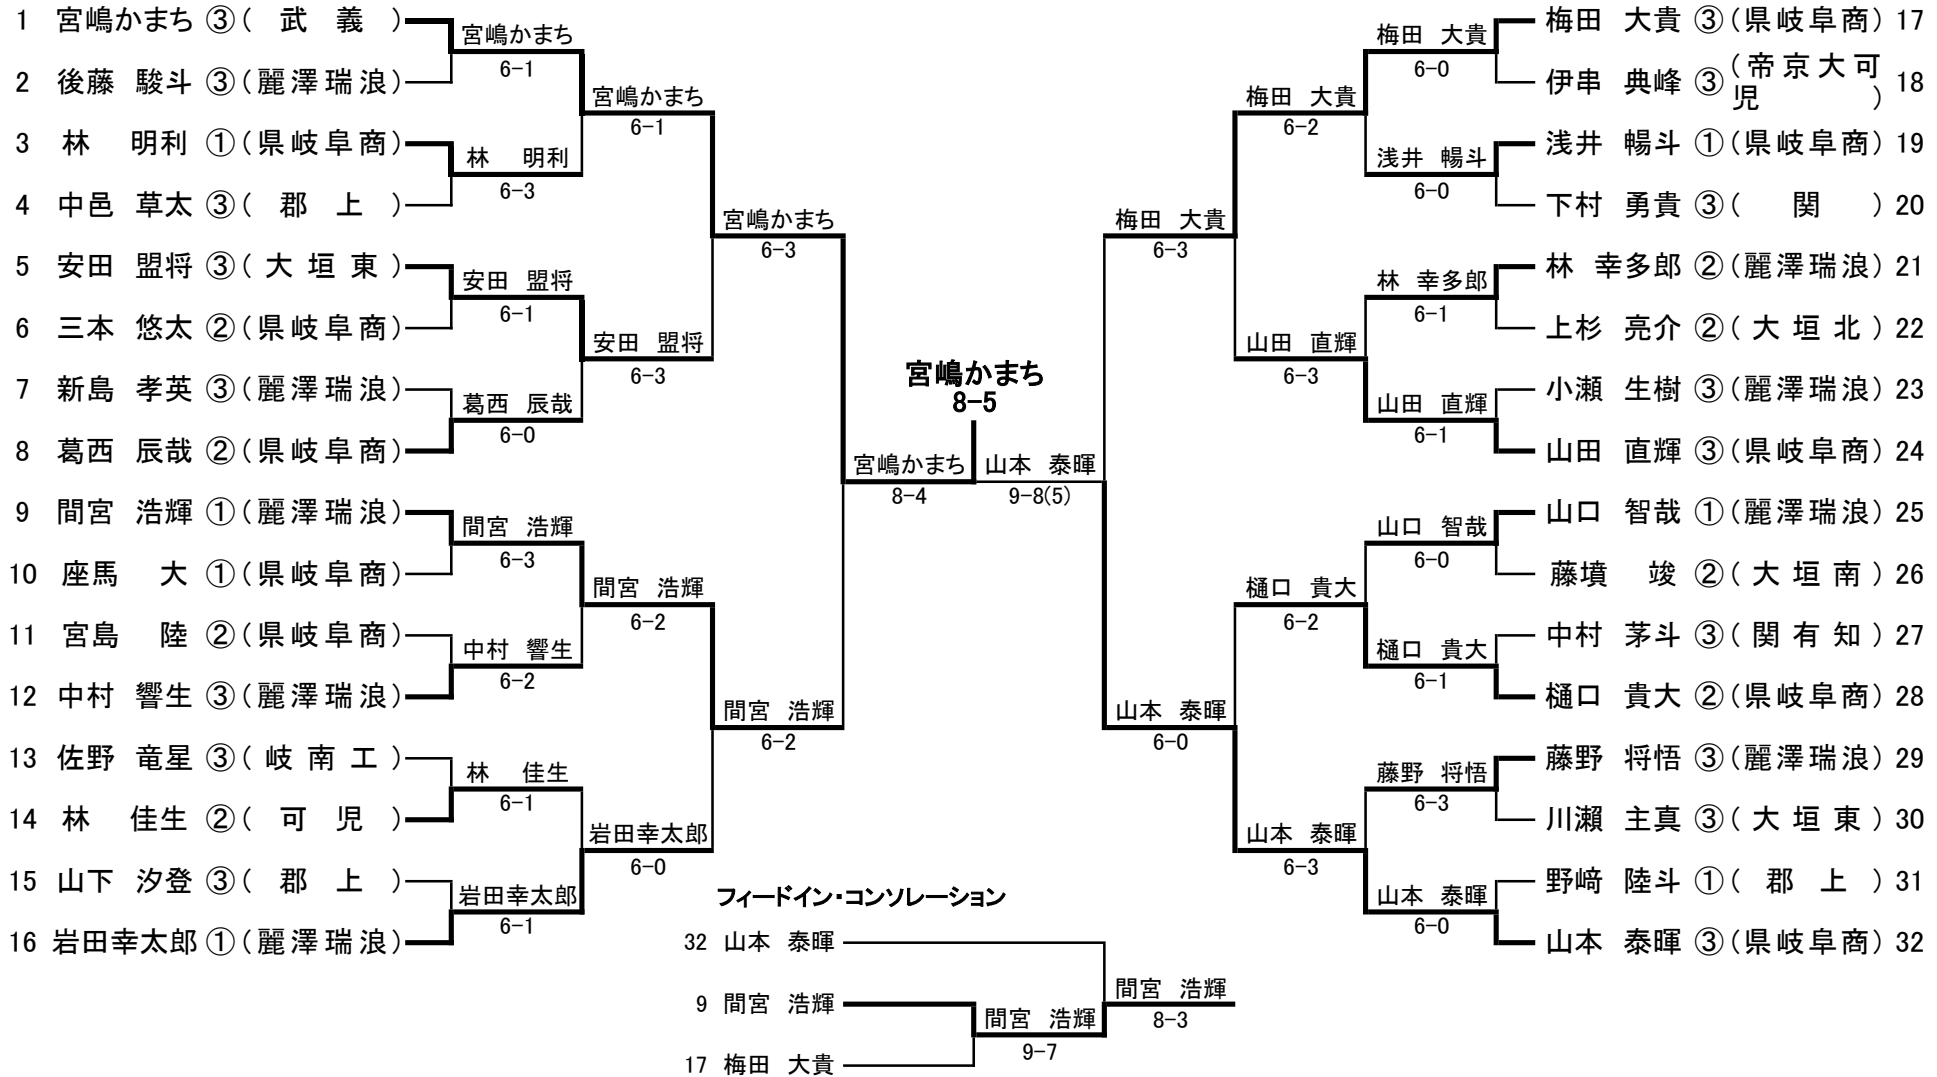 1 宮嶋かまち ③ ( 武 義 )
2 後藤 駿斗 ③ (麗澤瑞浪)
3 林 明利 ① (県岐阜商)
4 中邑 草太 ③ ( 郡 上 )
5 安田 盟将 ③ ( 大 垣 東 )
6 三本 悠太 ② (県岐阜商)
7 新島 孝英 ③ (麗澤瑞浪)
8 葛西 辰哉 ② (県岐阜商)
9 間宮 浩輝 ① (麗澤瑞浪)
10 座馬 大 ① (県岐阜商)
11 宮島 陸 ② (県岐阜商)
12 中村 響生 ③ (麗澤瑞浪)
13 佐野 竜星 ③ ( 岐 南 工 )
14 林 佳生 ② ( 可 児 )
15 山下 汐登 ③ ( 郡 上 )
16 岩田幸太郎 ① (麗澤瑞浪)
宮嶋かまち
6-1
林 明利
6-3
安田 盟将
6-1
葛西 辰哉
6-0
間宮 浩輝
6-3
中村 響生
6-2
林 佳生
6-1
岩田幸太郎
6-1
宮嶋かまち
6-1
安田 盟将
6-3
間宮 浩輝
6-2
岩田幸太郎
6-0
宮嶋かまち
6-3
間宮 浩輝
6-2
宮嶋かまち
8-4
宮嶋かまち
8-5
山本 泰暉
9-8(5)
梅田 大貴
6-3
山本 泰暉
6-0
梅田 大貴
6-2
山田 直輝
6-3
樋口 貴大
6-2
山本 泰暉
6-3
梅田 大貴
6-0
浅井 暢斗
6-0
林 幸多郎
6-1
山田 直輝
6-1
山口 智哉
6-0
樋口 貴大
6-1
藤野 将悟
6-3
山本 泰暉
6-0
梅田 大貴 ③ (県岐阜商) 17
伊串 典峰 ③ (帝京大可児) 18
浅井 暢斗 ① (県岐阜商) 19
下村 勇貴 ③ ( 関 ) 20
林 幸多郎 ② (麗澤瑞浪) 21
上杉 亮介 ② ( 大 垣 北 ) 22
小瀬 生樹 ③ (麗澤瑞浪) 23
山田 直輝 ③ (県岐阜商) 24
山口 智哉 ① (麗澤瑞浪) 25
藤墳 竣 ② ( 大 垣 南 ) 26
中村 茅斗 ③ ( 関 有 知 ) 27
樋口 貴大 ② (県岐阜商) 28
藤野 将悟 ③ (麗澤瑞浪) 29
川瀬 主真 ③ ( 大 垣 東 ) 30
野﨑 陸斗 ① ( 郡 上 ) 31
山本 泰暉 ③ (県岐阜商) 32
フィードイン・コンソレーション
32 山本 泰暉
9 間宮 浩輝
17 梅田 大貴
間宮 浩輝
9-7
間宮 浩輝
8-3